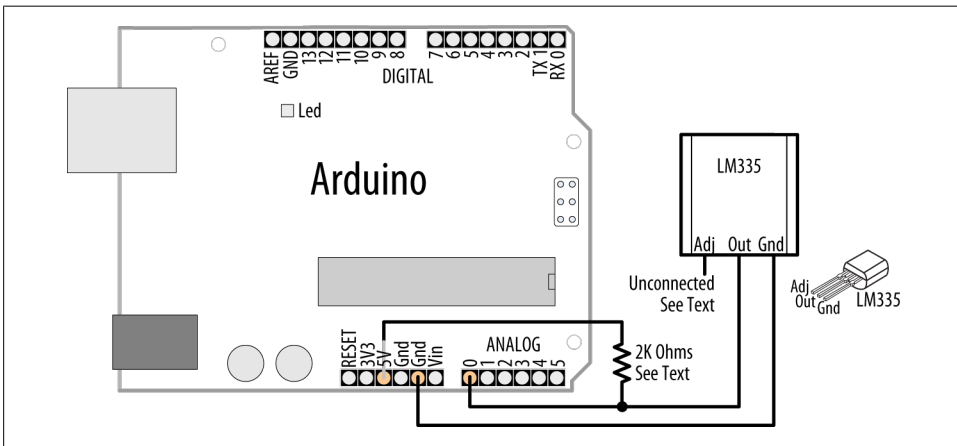 AREF
GND
13
12
11
10
9
8
7
6
5
4
3
2
TX 1
RX 0
DIGITAL
Led
Arduino
LM335
Adj Out Gnd
Unconnected
See Text
Adj
Out
Gnd
LM335
RESET
3V3
5V
Gnd
Gnd
Vin
ANALOG
0
1
2
3
4
5
2K Ohms
See Text